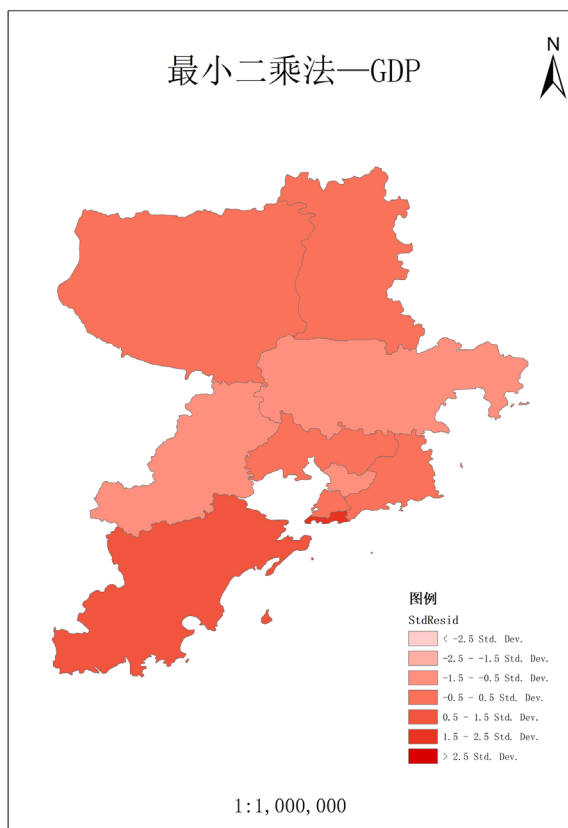 最小二乘法—GDP
N
图例
StdResid
< -2.5 Std. Dev.
-2.5 - -1.5 Std. Dev.
-1.5 - -0.5 Std. Dev.
-0.5 - 0.5 Std. Dev.
0.5 - 1.5 Std. Dev.
1.5 - 2.5 Std. Dev.
> 2.5 Std. Dev.
1:1,000,000